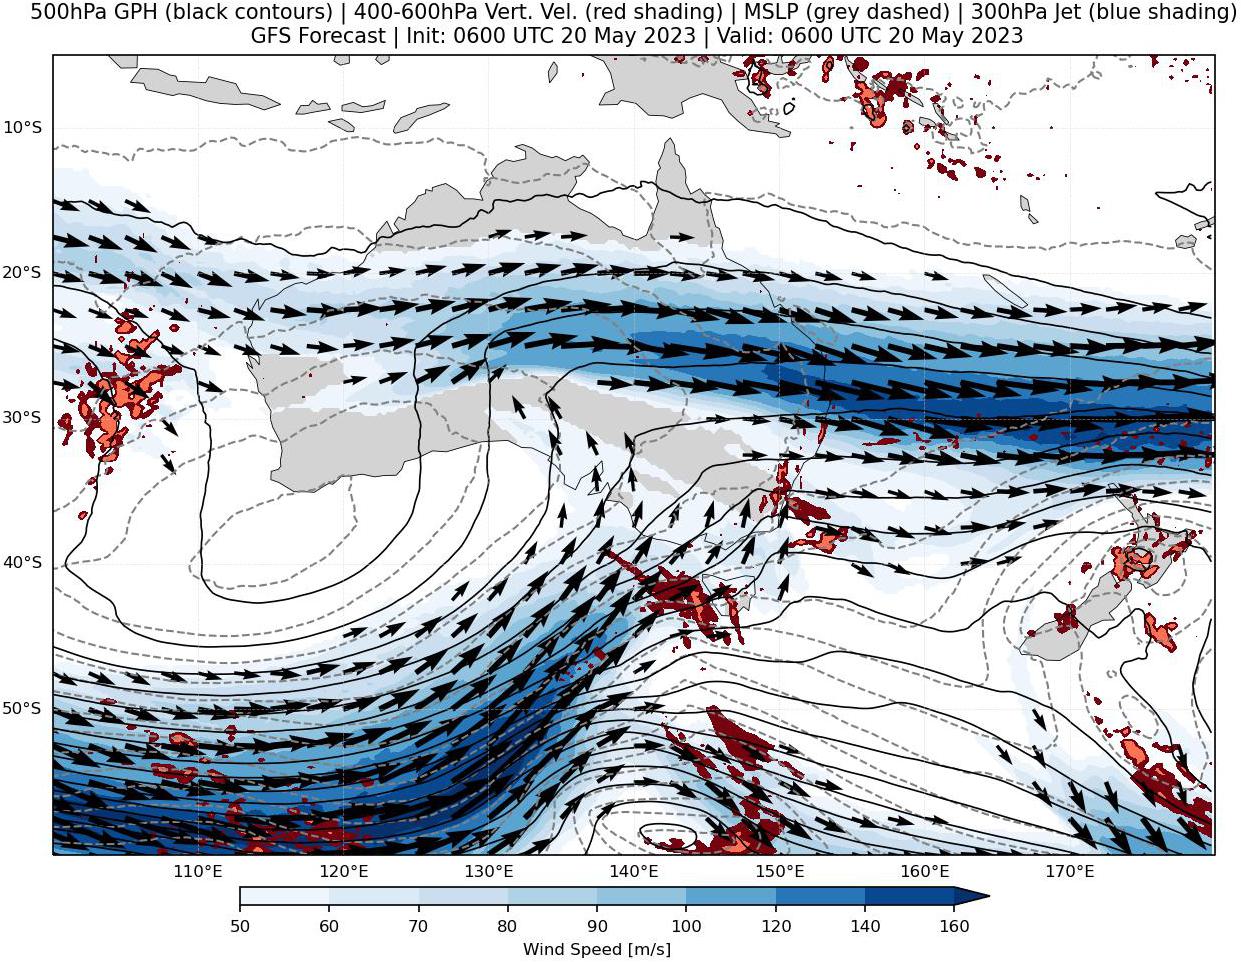 500hPa GPH (black contours) | 400-600hPa Vert. Vel. (red shading) | MSLP (grey dashed) | 300hPa Jet (blue shading)
GFS Forecast | Init: 0600 UTC 20 May 2023 | Valid: 0600 UTC 20 May 2023
10°S
20°S
30°S
40°S
50°S
110°E 120°E 130°E 140°E 150°E 160°E 170°E
50 60 70 80 90 100 120 140 160
Wind Speed [m/s]